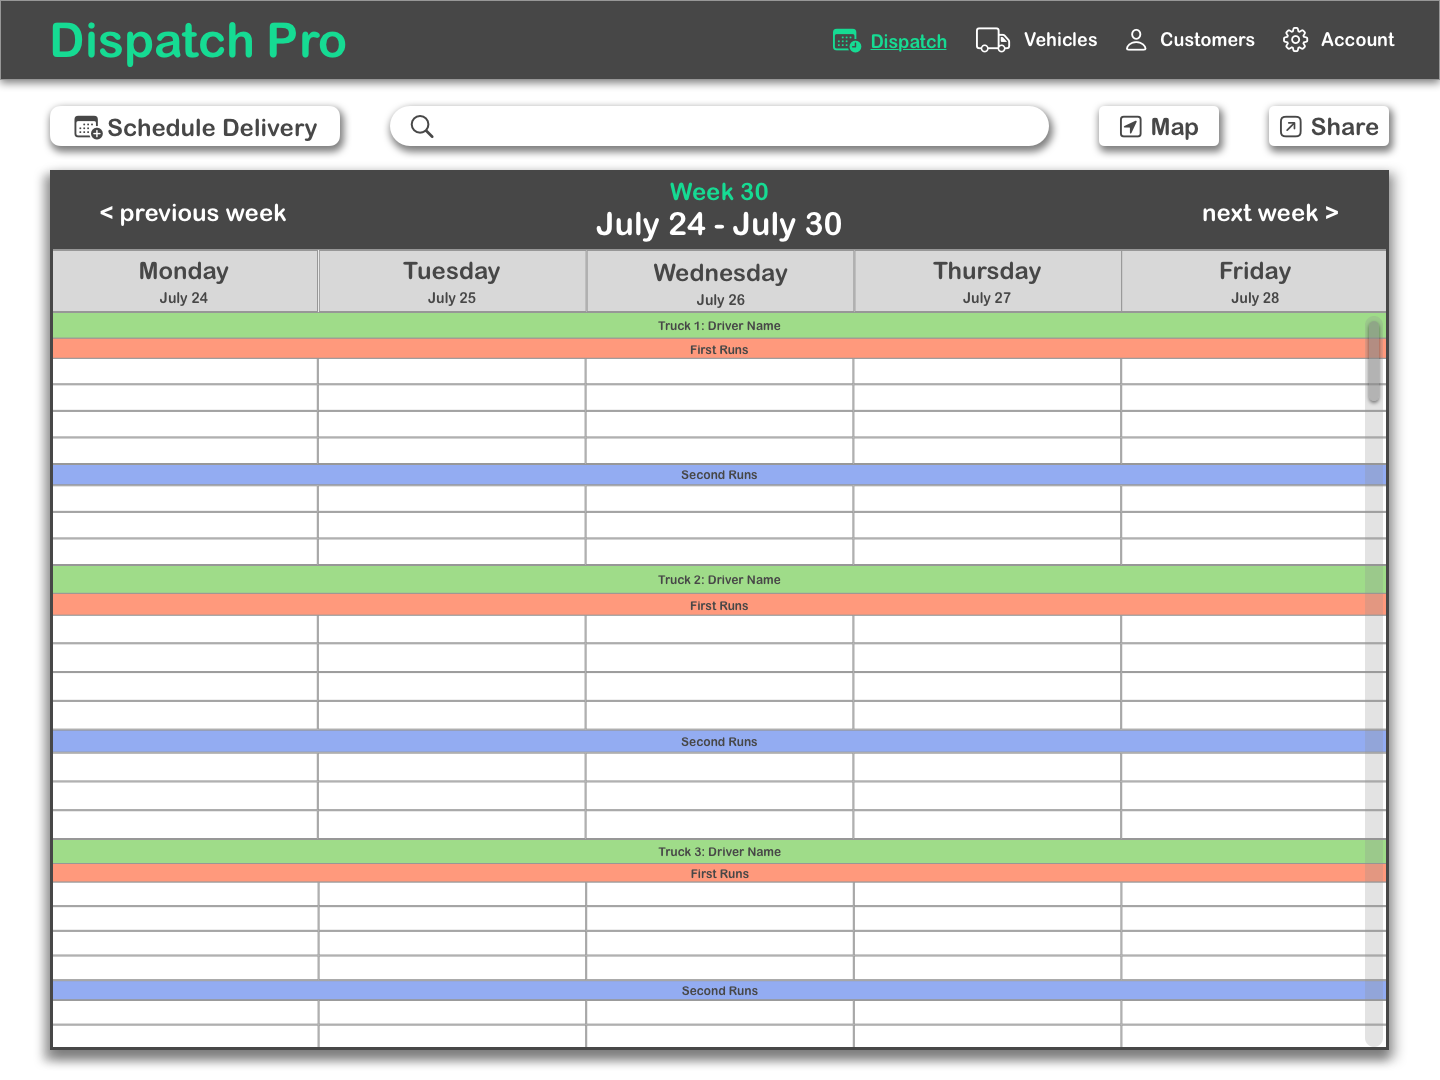 Dispatch Pro
Dispatch
Vehicles
Customers
Account
Schedule Delivery
Map
Share
< previous week
Week 30
July 24 - July 30
next week >
Monday
July 24
Tuesday
July 25
Wednesday
July 26
Thursday
July 27
Friday
July 28
Truck 1: Driver Name
First Runs
Second Runs
Truck 2: Driver Name
First Runs
Second Runs
Truck 3: Driver Name
First Runs
Second Runs